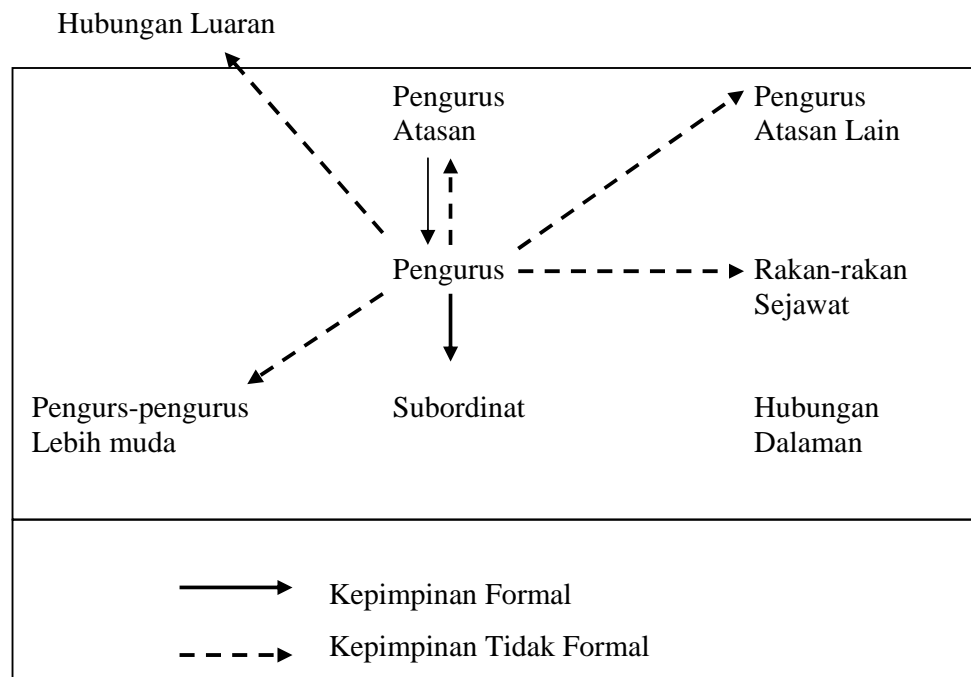 Hubungan Luaran
Pengurus
Atasan
Pengurus
Atasan Lain
Pengurus
Rakan-rakan
Sejawat
Pengurs-pengurus
Lebih muda
Subordinat
Hubungan
Dalaman
Kepimpinan Formal
Kepimpinan Tidak Formal